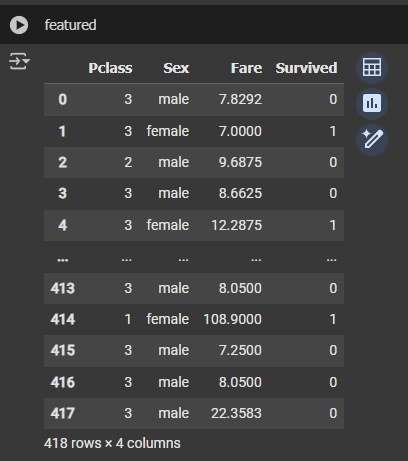 featured
Pclass Sex Fare Survived
0 3 male 7.8292 0
1 3 female 7.0000 1
2 2 male 9.6875 0
3 3 male 8.6625 0
4 3 female 12.2875 1
... ... ... ... ...
413 3 male 8.0500 0
414 1 female 108.9000 1
415 3 male 7.2500 0
416 3 male 8.0500 0
417 3 male 22.3583 0
418 rows × 4 columns